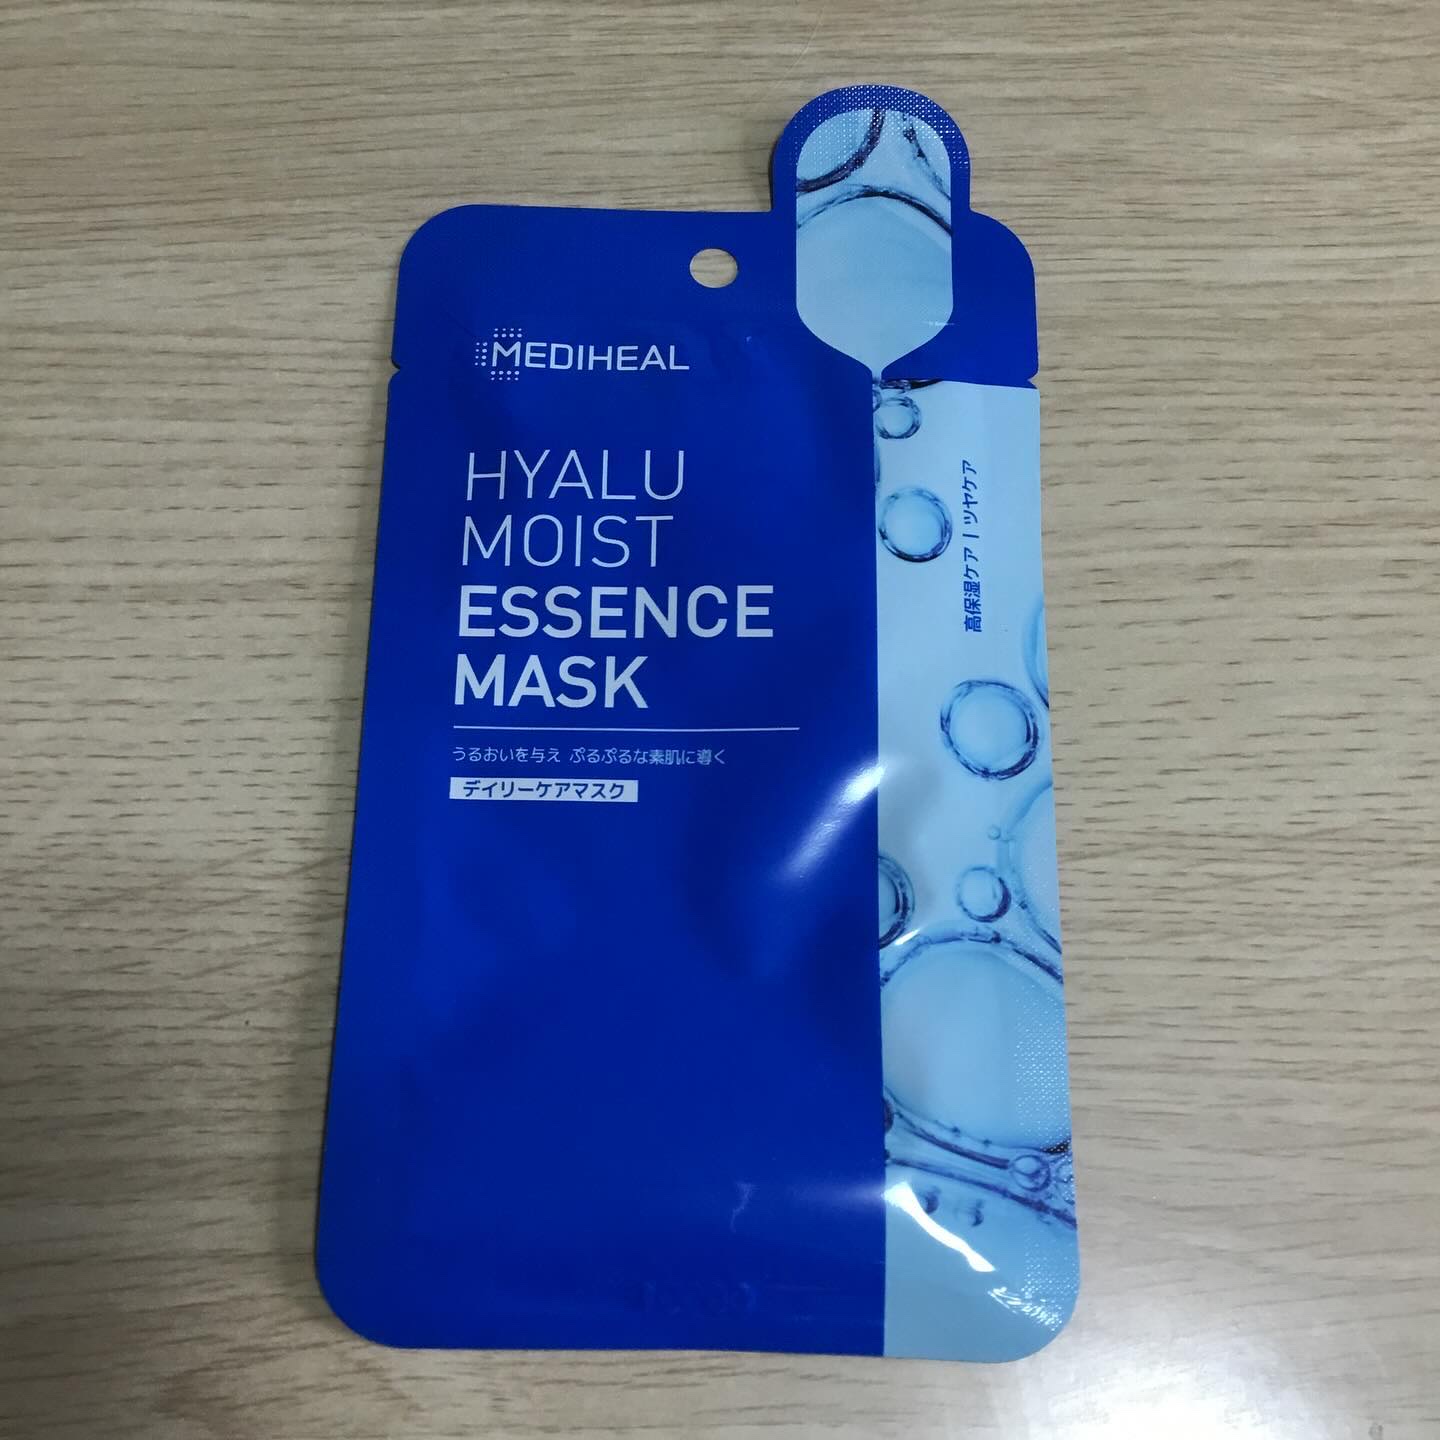 MEDIHEAL
HYALU
MOIST
ESSENCE
MASK
うるおいを与え ぷるぷるな素肌に導く
デイリーケアマスク
高保湿ケア | ツヤケア